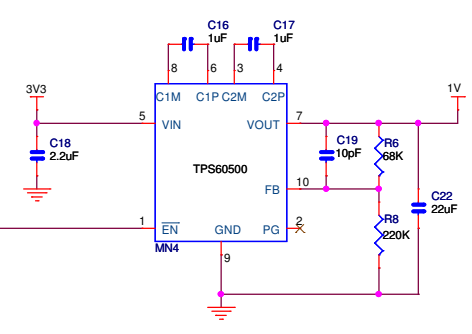 C16
1uF
C17
1uF
8
6
3
4
3V3
1V
C1M
C1P
C2M
C2P
5
VIN
VOUT
7
C18
2.2uF
C19
10pF
R6
68K
TPS60500
FB
10
C22
22uF
R8
220K
1
EN
GND
PG
2
MN4
9